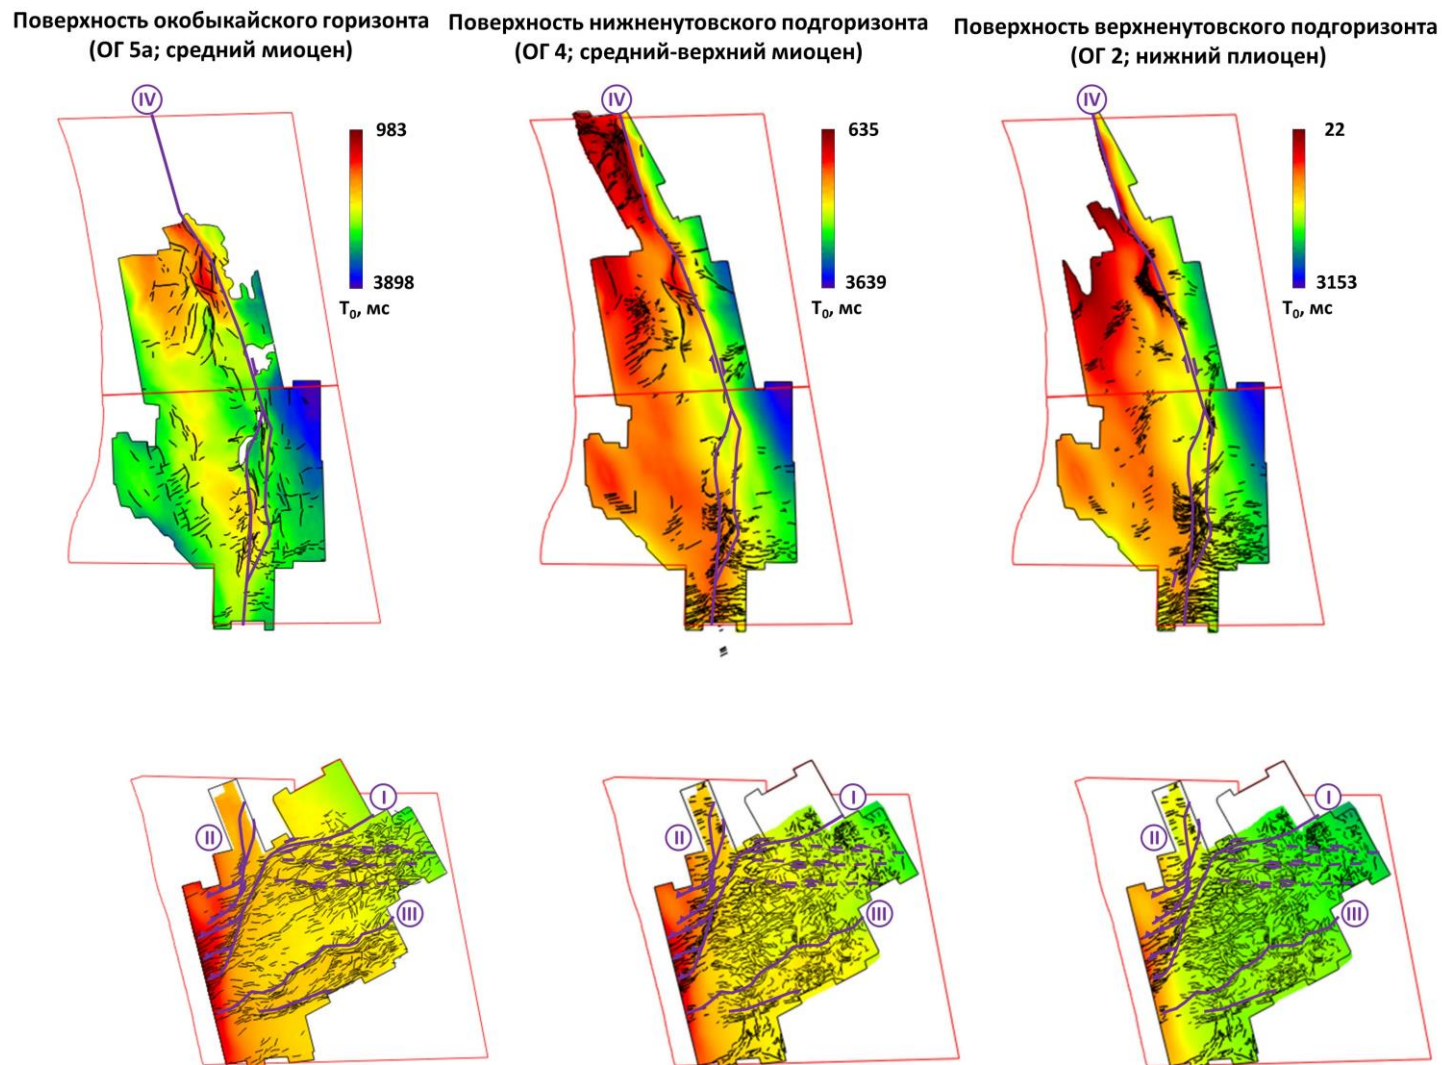 Поверхность окобыкайского горизонта
(ОГ 5а; средний миоцен)
Поверхность нижненутовского подгоризонта
(ОГ 4; средний-верхний миоцен)
Поверхность верхненутовского подгоризонта
(ОГ 2; нижний плиоцен)
IV
983
3898
T₀, мс
IV
635
3639
T₀, мс
IV
22
3153
T₀, мс
I
II
III
I
II
III
I
II
III